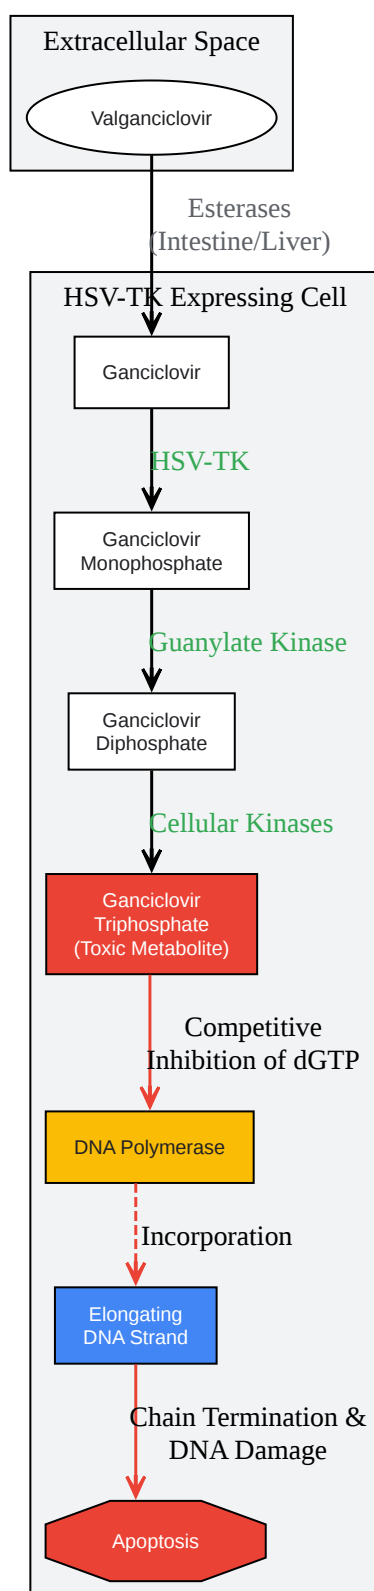 Extracellular Space
Valganciclovir
Esterases
(Intestine/Liver)
HSV-TK Expressing Cell
Ganciclovir
HSV-TK
Ganciclovir
Monophosphate
Guanylate Kinase
Ganciclovir
Diphosphate
Cellular Kinases
Ganciclovir
Triphosphate
(Toxic Metabolite)
Competitive
Inhibition of dGTP
DNA Polymerase
Incorporation
Elongating
DNA Strand
Chain Termination &
DNA Damage
Apoptosis